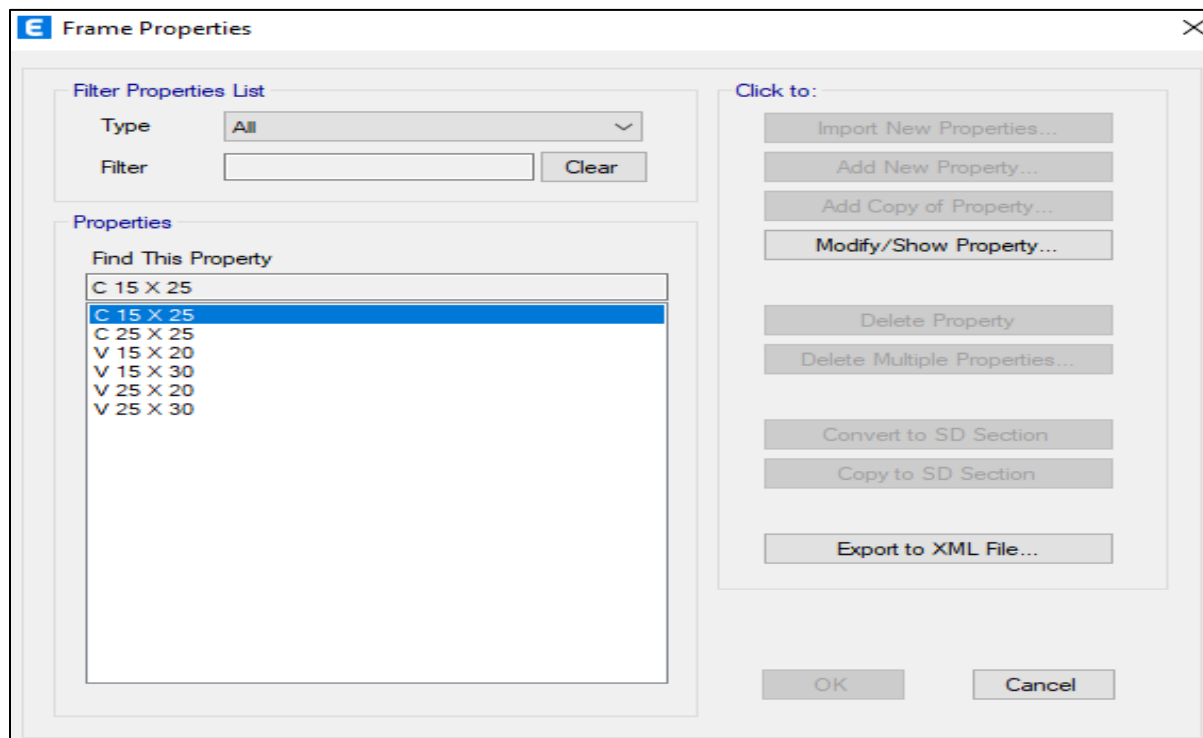 E Frame Properties
Filter Properties List
Type All
Filter Clear
Properties
Find This Property
C 15 X 25
C 15 X 25
C 25 X 25
V 15 X 20
V 15 X 30
V 25 X 20
V 25 X 30
Click to:
Import New Properties...
Add New Property...
Add Copy of Property...
Modify/Show Property...
Delete Property
Delete Multiple Properties...
Convert to SD Section
Copy to SD Section
Export to XML File...
OK Cancel